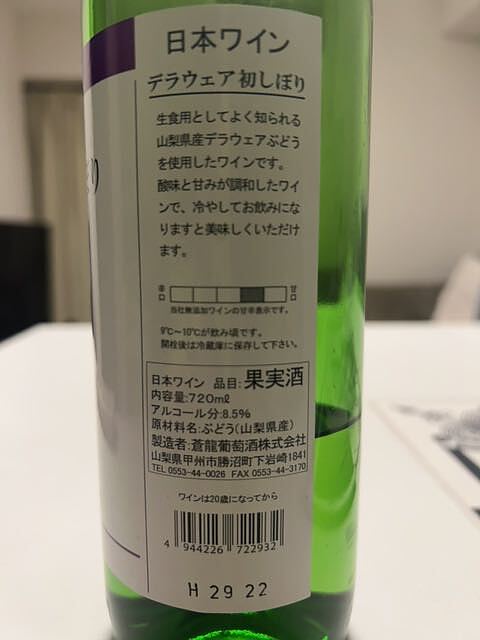 日本ワイン
デラウェア初しぼり
生食用としてよく知られる
山梨県産デラウェアぶどう
を使用したワインです。
酸味と甘みが調和したワイ
ンで、冷やしてお飲みにな
りますと美味しくいただけ
ます。
辛口 甘口
当社無添加ワインの甘辛表示です。
9℃～10℃が飲み頃です。
開栓後は冷蔵庫に保存して下さい。
日本ワイン 品目:果実酒
内容量:720mℓ
アルコール分:8.5%
原材料名:ぶどう(山梨県産)
製造者:蒼龍葡萄酒株式会社
山梨県甲州市勝沼町下岩崎1841
TEL 0553-44-0026 FAX 0553-44-3170
ワインは20歳になってから
4 944226 722932
H 29 22